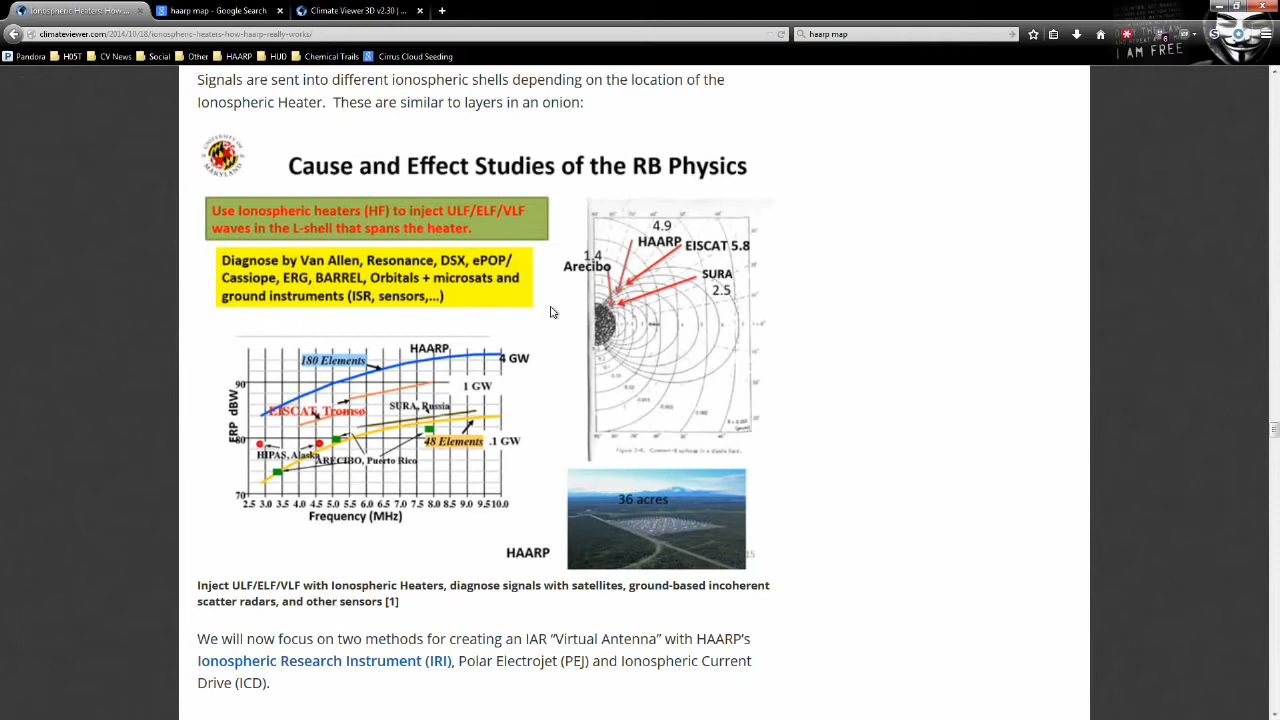 Ionospheric Heaters: How...
haarp map - Google Search
Climate Viewer 3D v2.30 | ...
climateviewer.com/2014/10/18/ionospheric-heaters-how-haarp-really-works/
haarp map
Pandora
H05T
CV News
Social
Other
HAARP
HUD
Chemical Trails
Cirrus Cloud Seeding
I AM FREE
Signals are sent into different ionospheric shells depending on the location of the
Ionospheric Heater. These are similar to layers in an onion:
UNIVERSITY OF
MARYLAND
Cause and Effect Studies of the RB Physics
Use Ionospheric heaters (HF) to inject ULF/ELF/VLF
waves in the L-shell that spans the heater.
Diagnose by Van Allen, Resonance, DSX, ePOP/
Cassiope, ERG, BARREL, Orbitals + microsats and
ground instruments (ISR, sensors,...)
4.9
HAARP
EISCAT 5.8
1.4
Arecibo
SURA
2.5
HAARP
180 Elements
4 GW
90
1 GW
EISCAT, Tromsø
SURA, Russia
ERP dBW
80
48 Elements
.1 GW
HIPAS, Alaska
ARECIBO, Puerto Rico
70
2.5 3.0 3.5 4.0 4.5 5.0 5.5 6.0 6.5 7.0 7.5 8.0 8.5 9.0 9.5 10.0
Frequency (MHz)
36 acres
HAARP
15
Inject ULF/ELF/VLF with Ionospheric Heaters, diagnose signals with satellites, ground-based incoherent
scatter radars, and other sensors [1]
We will now focus on two methods for creating an IAR “Virtual Antenna” with HAARP’s
Ionospheric Research Instrument (IRI), Polar Electrojet (PEJ) and Ionospheric Current
Drive (ICD).